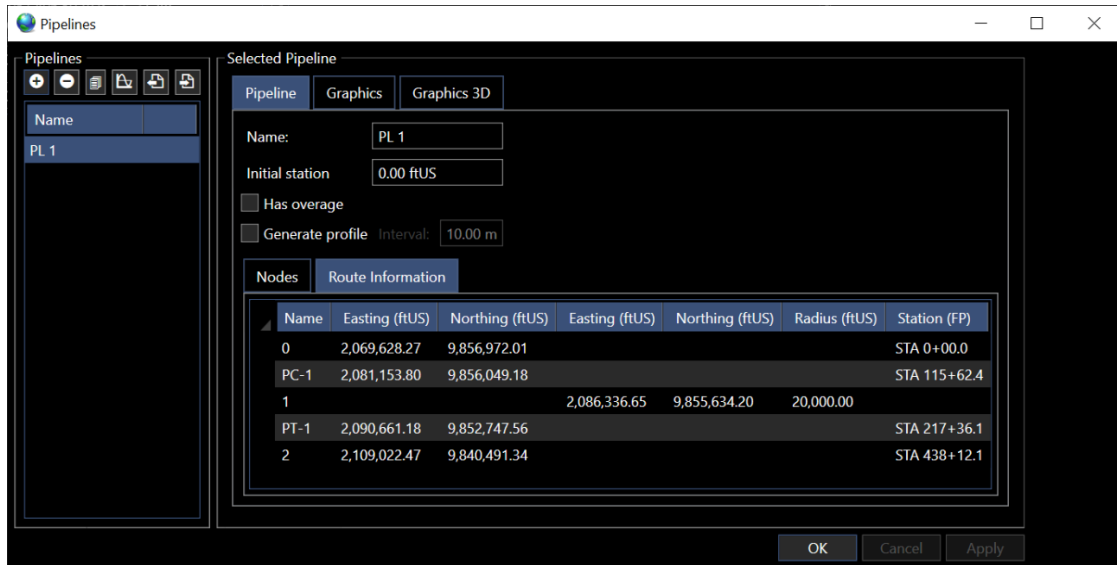 Pipelines
Pipelines
Name
PL 1
Selected Pipeline
Pipeline Graphics Graphics 3D
Name: PL 1
Initial station 0.00 ftUS
Has overage
Generate profile Interval: 10.00 m
Nodes Route Information
Name Easting (ftUS) Northing (ftUS) Easting (ftUS) Northing (ftUS) Radius (ftUS) Station (FP)
0 2,069,628.27 9,856,972.01 STA 0+00.0
PC-1 2,081,153.80 9,856,049.18 STA 115+62.4
1 2,086,336.65 9,855,634.20 20,000.00
PT-1 2,090,661.18 9,852,747.56 STA 217+36.1
2 2,109,022.47 9,840,491.34 STA 438+12.1
OK Cancel Apply